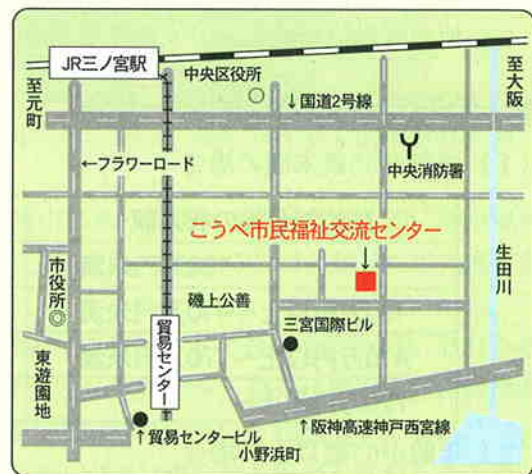 JR三ノ宮駅
中央区役所
至元町
至大阪
↓国道2号線
←フラワーロード
中央消防署
こうべ市民福祉交流センター
↓
生田川
市役所
磯上公善
三宮国際ビル
貿易センター
東遊園地
↑阪神高速神戸西宮線
↑貿易センタービル
小野浜町